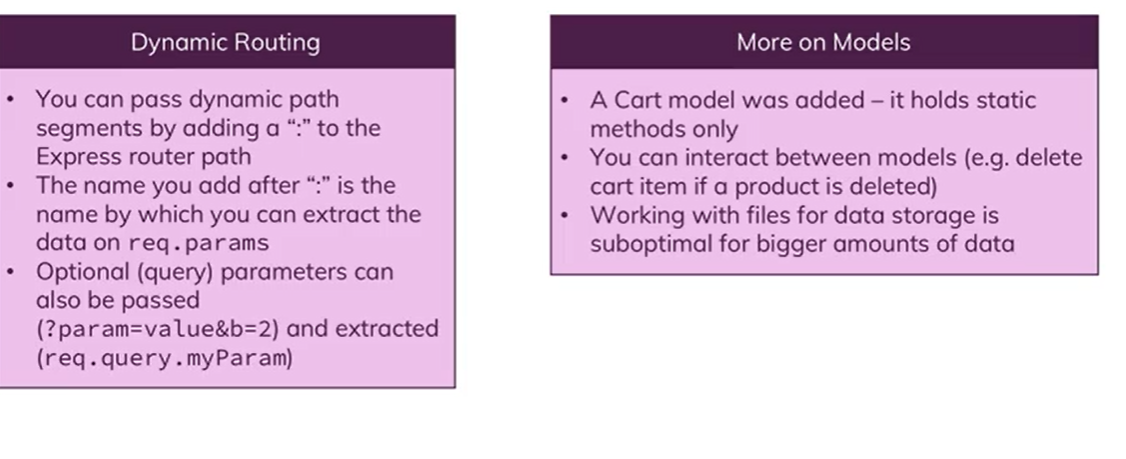 Dynamic Routing
• You can pass dynamic path
segments by adding a “:” to the
Express router path
• The name you add after “:” is the
name by which you can extract the
data on req.params
• Optional (query) parameters can
also be passed
(?param=value&b=2) and extracted
(req.query.myParam)
More on Models
• A Cart model was added – it holds static
methods only
• You can interact between models (e.g. delete
cart item if a product is deleted)
• Working with files for data storage is
suboptimal for bigger amounts of data